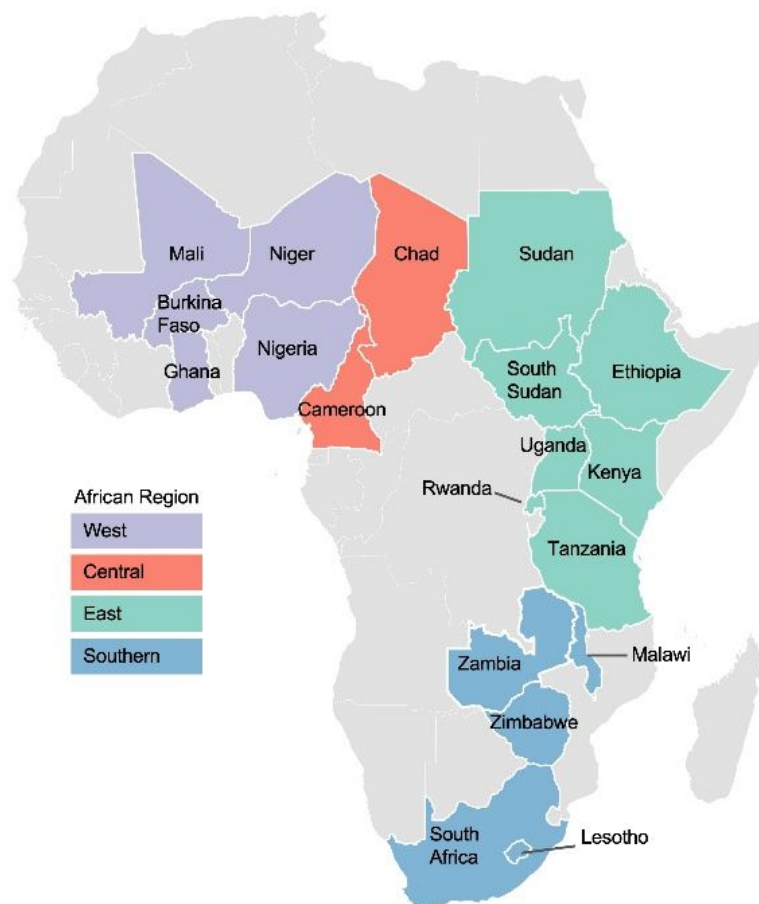 Mali
Niger
Chad
Sudan
Burkina
Faso
Nigeria
Ghana
South
Sudan
Ethiopia
Cameroon
Uganda
Kenya
Rwanda
Tanzania
African Region
West
Central
East
Southern
Zambia
Malawi
Zimbabwe
South
Africa
Lesotho